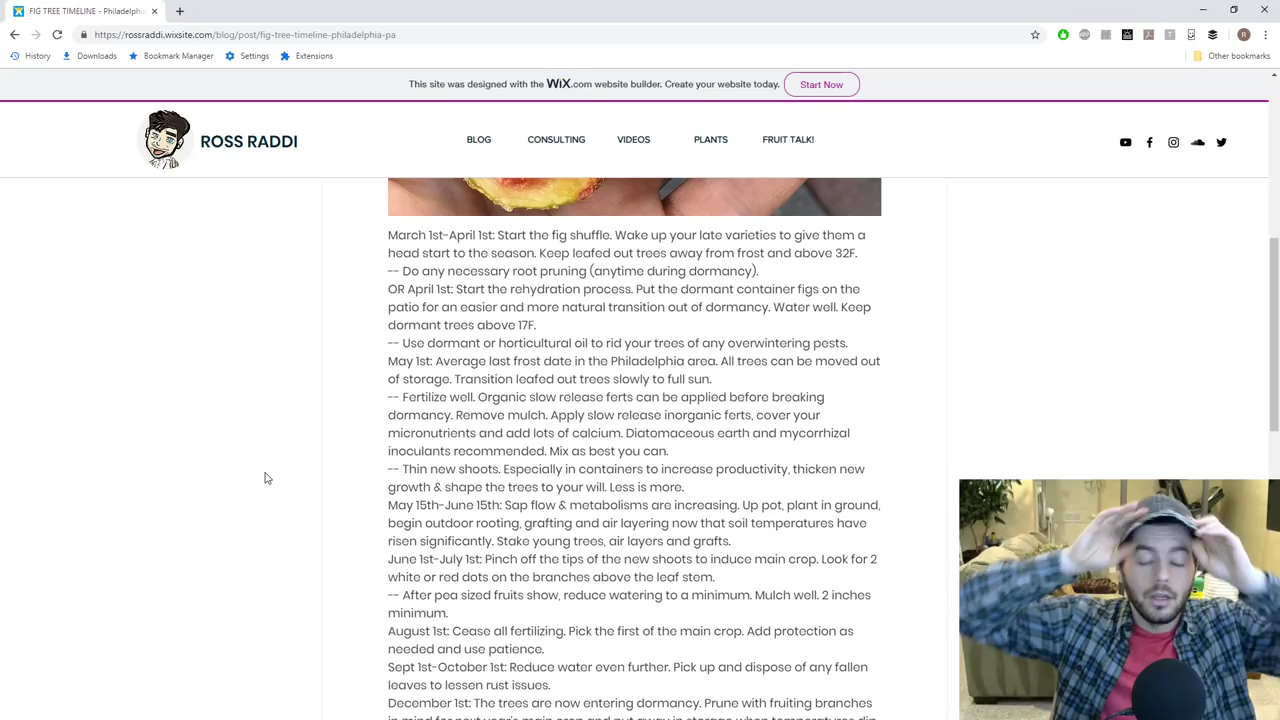 FIG TREE TIMELINE - Philadelphi
https://rossraddi.wixsite.com/blog/post/fig-tree-timeline-philadelphia-pa
History Downloads Bookmark Manager Settings Extensions Other bookmarks
This site was designed with the WiX.com website builder. Create your website today. Start Now
ROSS RADDI BLOG CONSULTING VIDEOS PLANTS FRUIT TALK!
March 1st-April 1st: Start the fig shuffle. Wake up your late varieties to give them a
head start to the season. Keep leafed out trees away from frost and above 32F.
-- Do any necessary root pruning (anytime during dormancy).
OR April 1st: Start the rehydration process. Put the dormant container figs on the
patio for an easier and more natural transition out of dormancy. Water well. Keep
dormant trees above 17F.
-- Use dormant or horticultural oil to rid your trees of any overwintering pests.
May 1st: Average last frost date in the Philadelphia area. All trees can be moved out
of storage. Transition leafed out trees slowly to full sun.
-- Fertilize well. Organic slow release ferts can be applied before breaking
dormancy. Remove mulch. Apply slow release inorganic ferts, cover your
micronutrients and add lots of calcium. Diatomaceous earth and mycorrhizal
inoculants recommended. Mix as best you can.
-- Thin new shoots. Especially in containers to increase productivity, thicken new
growth & shape the trees to your will. Less is more.
May 15th-June 15th: Sap flow & metabolisms are increasing. Up pot, plant in ground,
begin outdoor rooting, grafting and air layering now that soil temperatures have
risen significantly. Stake young trees, air layers and grafts.
June 1st-July 1st: Pinch off the tips of the new shoots to induce main crop. Look for 2
white or red dots on the branches above the leaf stem.
-- After pea sized fruits show, reduce watering to a minimum. Mulch well. 2 inches
minimum.
August 1st: Cease all fertilizing. Pick the first of the main crop. Add protection as
needed and use patience.
Sept 1st-October 1st: Reduce water even further. Pick up and dispose of any fallen
leaves to lessen rust issues.
December 1st: The trees are now entering dormancy. Prune with fruiting branches
in mind for next year's main crop and put away in storage when temperatures dip